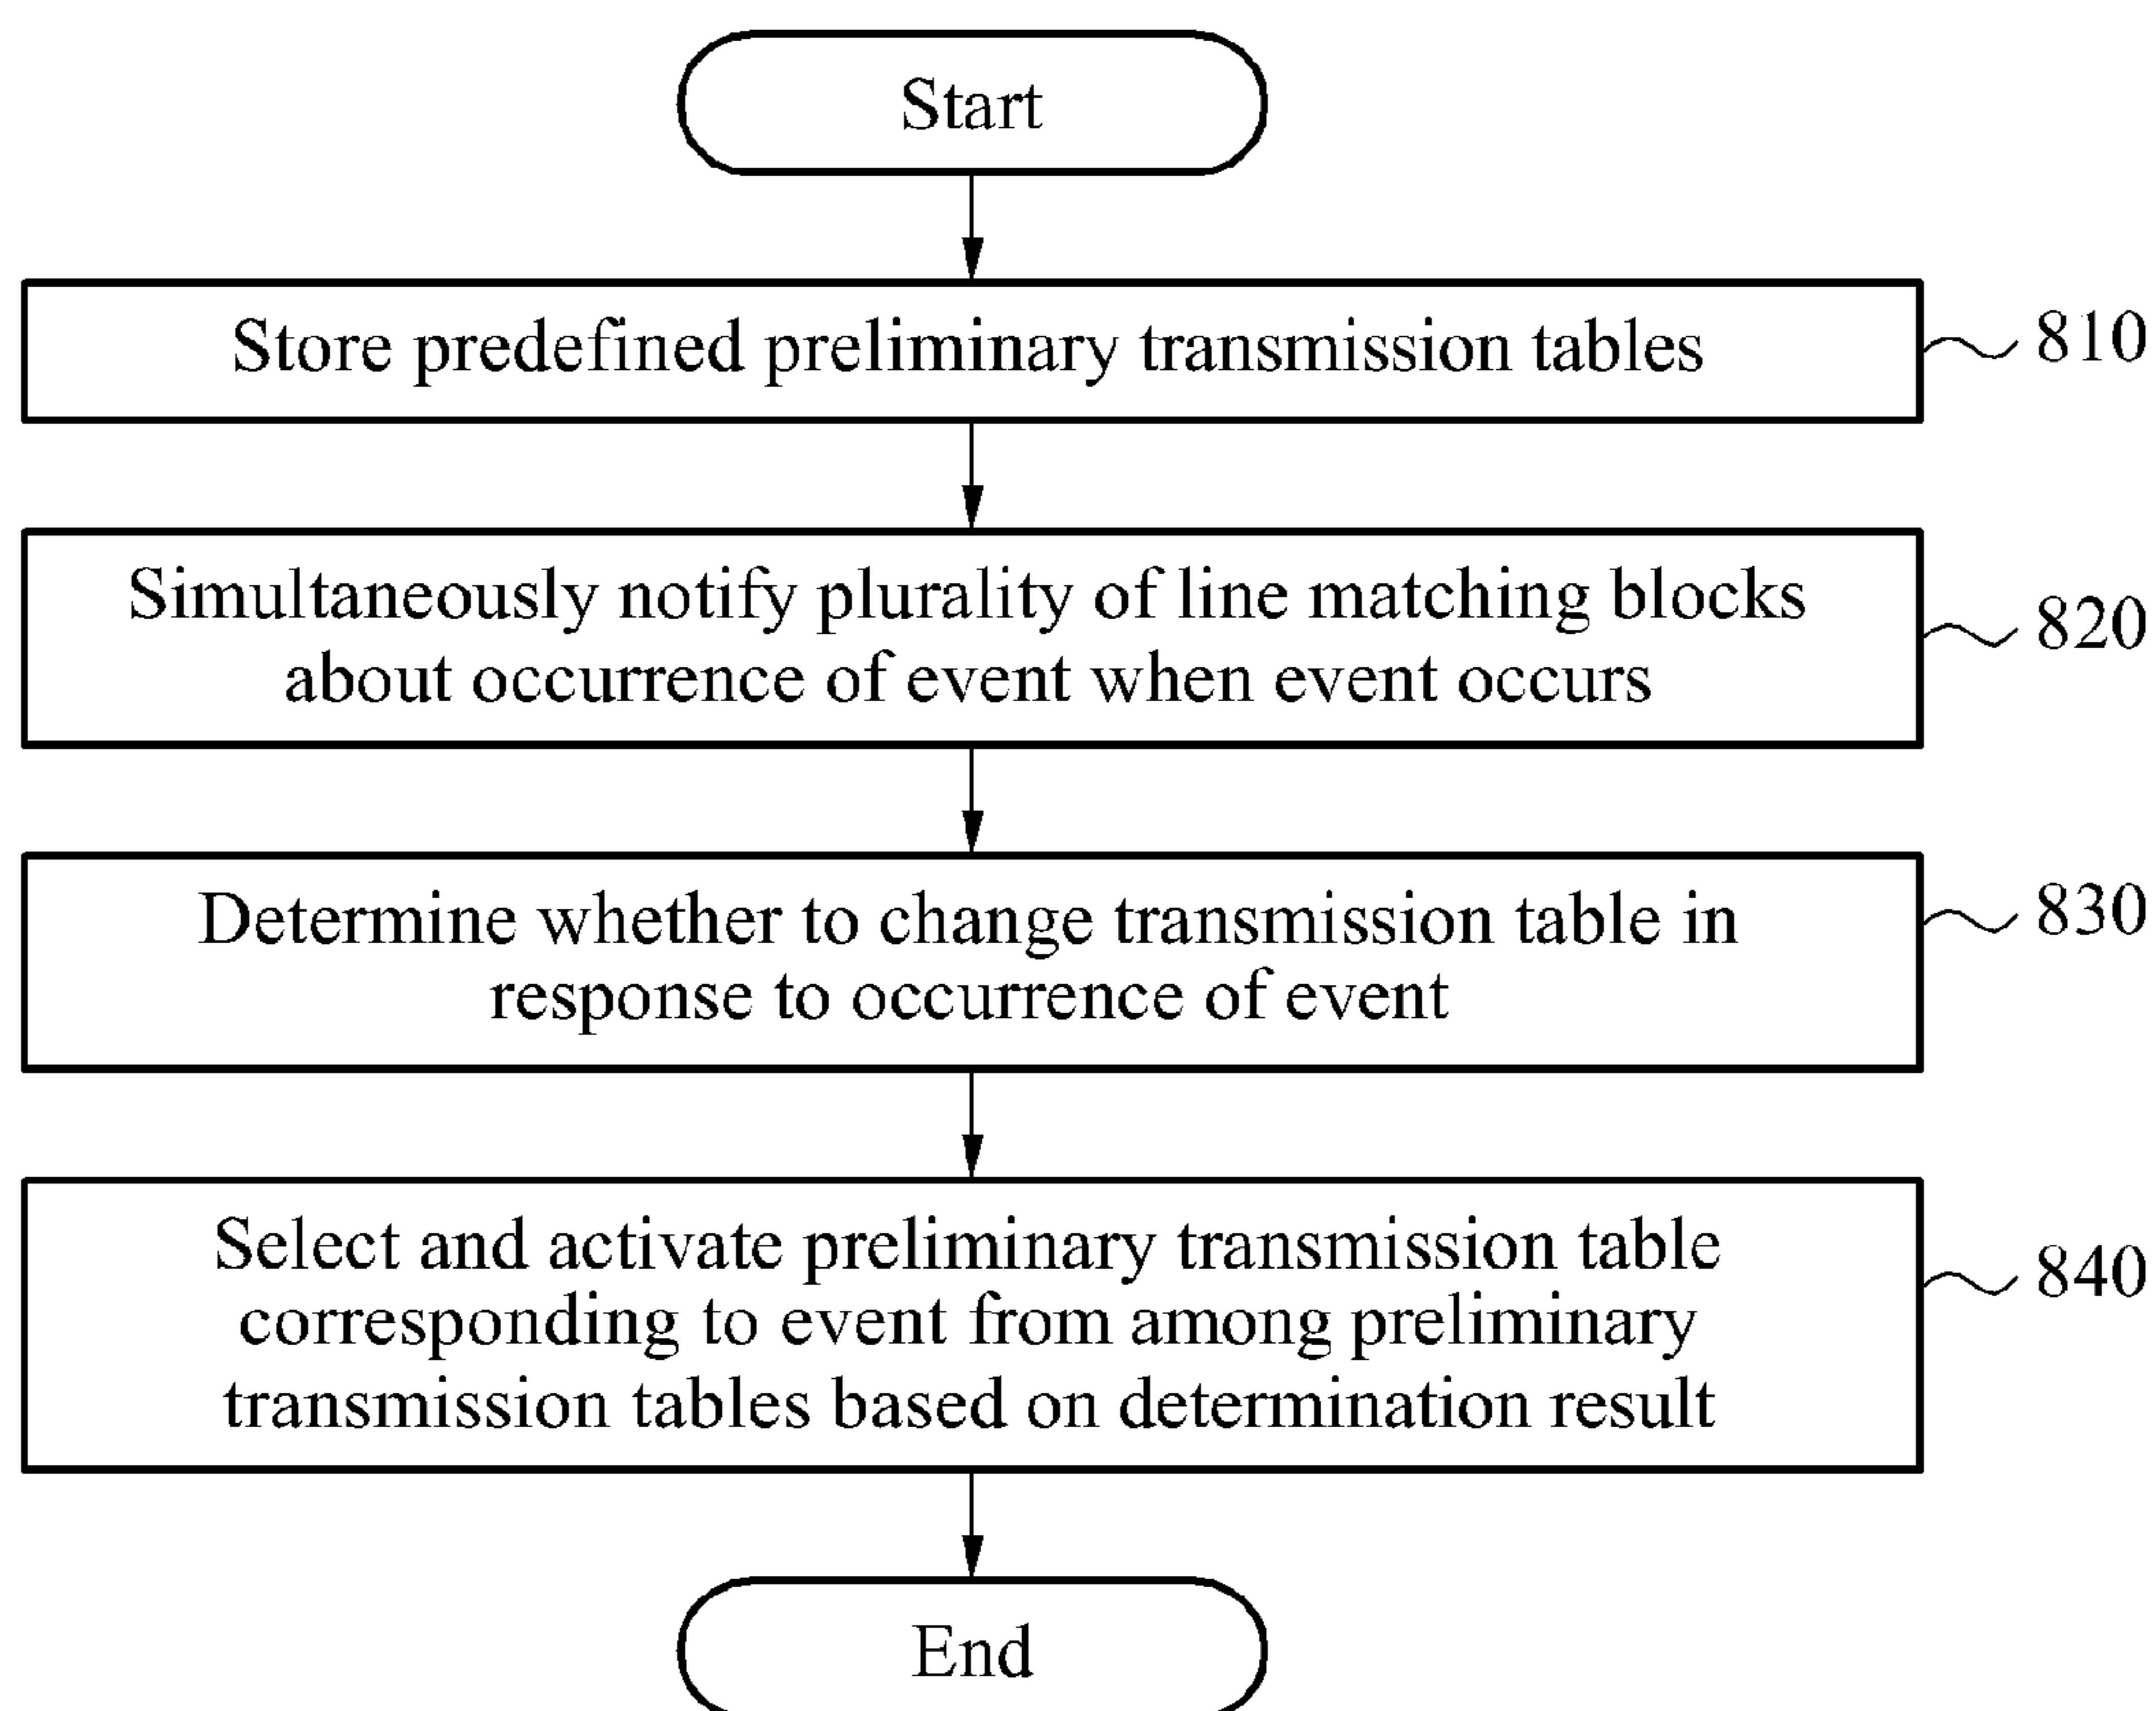 Start
Store predefined preliminary transmission tables
810
Simultaneously notify plurality of line matching blocks
about occurrence of event when event occurs
820
Determine whether to change transmission table in
response to occurrence of event
830
Select and activate preliminary transmission table
corresponding to event from among preliminary
transmission tables based on determination result
840
End